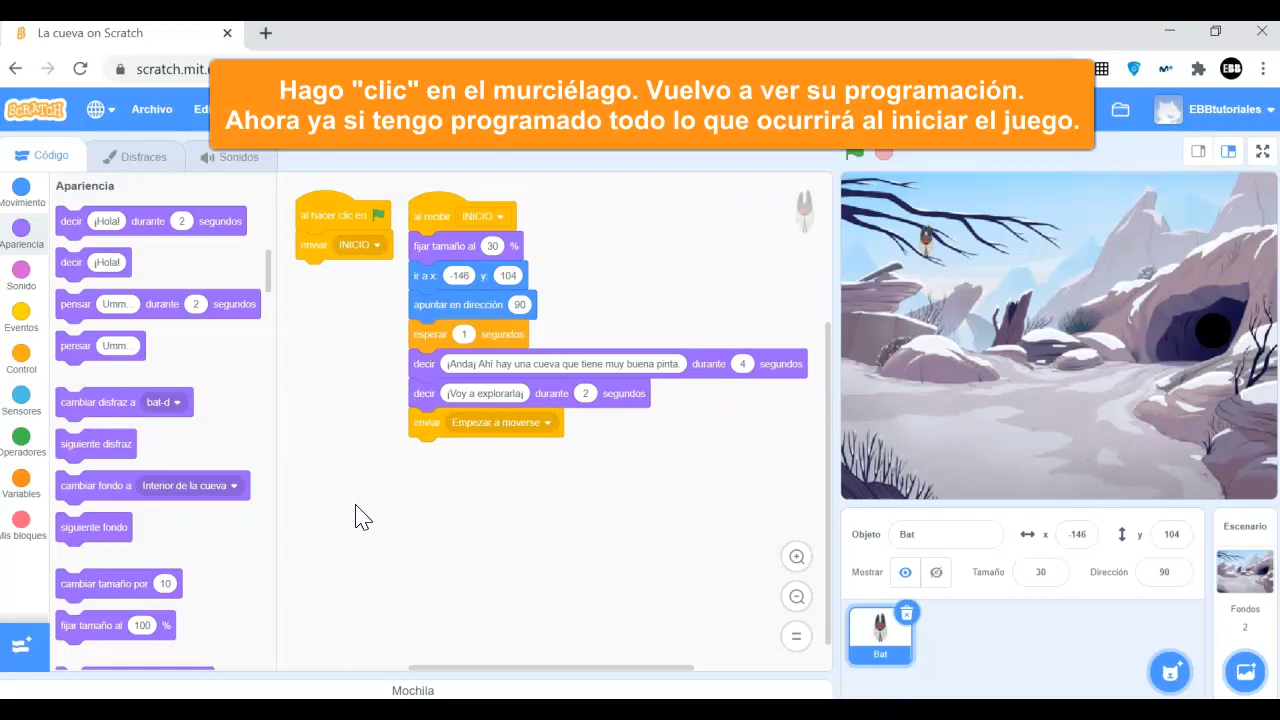 La cueva on Scratch
scratch.mit.e
EBB
Hago "clic" en el murciélago. Vuelvo a ver su programación.
Ahora ya si tengo programado todo lo que ocurrirá al iniciar el juego.
SCRATCH
Archivo
EBBtutoriales
Código
Disfraces
Sonidos
Movimiento
Apariencia
Sonido
Eventos
Control
Sensores
Operadores
Variables
Mis bloques
Apariencia
decir ¡Hola! durante 2 segundos
decir ¡Hola!
pensar Umm... durante 2 segundos
pensar Umm...
cambiar disfraz a bat-d
siguiente disfraz
cambiar fondo a Interior de la cueva
siguiente fondo
cambiar tamaño por 10
fijar tamaño al 100 %
al hacer clic en
enviar INICIO
al recibir INICIO
fijar tamaño al 30 %
ir a x: -146 y: 104
apuntar en dirección 90
esperar 1 segundos
decir ¡Anda¡ Ahí hay una cueva que tiene muy buena pinta. durante 4 segundos
decir ¡Voy a explorarla¡ durante 2 segundos
enviar Empezar a moverse
Objeto Bat x -146 y 104
Mostrar Tamaño 30 Dirección 90
Bat
Escenario
Fondos
2
Mochila